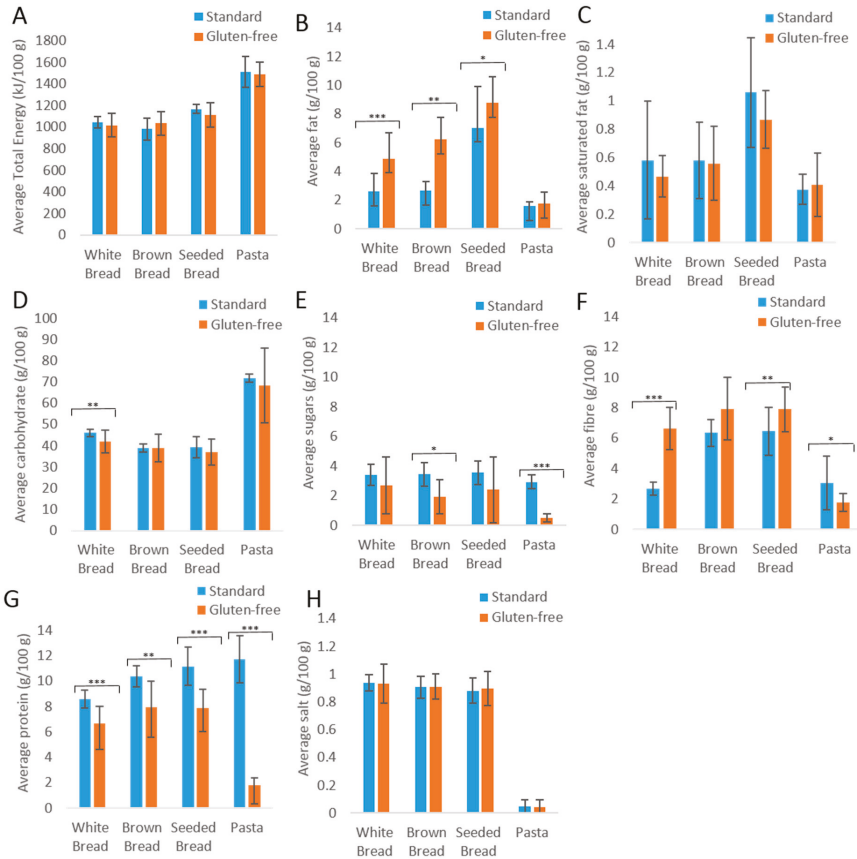 A
Standard
Gluten-free
Average Total Energy (kJ/100 g)
1800
1600
1400
1200
1000
800
600
400
200
0
White Bread
Brown Bread
Seeded Bread
Pasta
B
Standard
Gluten-free
Average fat (g/100 g)
14
12
10
8
6
4
2
0
***
**
*
White Bread
Brown Bread
Seeded Bread
Pasta
C
Standard
Gluten-free
Average saturated fat (g/100 g)
1.4
1.2
1
0.8
0.6
0.4
0.2
0
White Bread
Brown Bread
Seeded Bread
Pasta
D
Standard
Gluten-free
Average carbohydrate (g/100 g)
100
90
80
70
60
50
40
30
20
10
0
**
White Bread
Brown Bread
Seeded Bread
Pasta
E
Standard
Gluten-free
Average sugars (g/100 g)
14
12
10
8
6
4
2
0
*
***
White Bread
Brown Bread
Seeded Bread
Pasta
F
Standard
Gluten-free
Average fibre (g/100 g)
14
12
10
8
6
4
2
0
***
**
*
White Bread
Brown Bread
Seeded Bread
Pasta
G
Standard
Gluten-free
Average protein (g/100 g)
14
12
10
8
6
4
2
0
***
**
***
***
White Bread
Brown Bread
Seeded Bread
Pasta
H
Standard
Gluten-free
Average salt (g/100 g)
1.4
1.2
1
0.8
0.6
0.4
0.2
0
White Bread
Brown Bread
Seeded Bread
Pasta